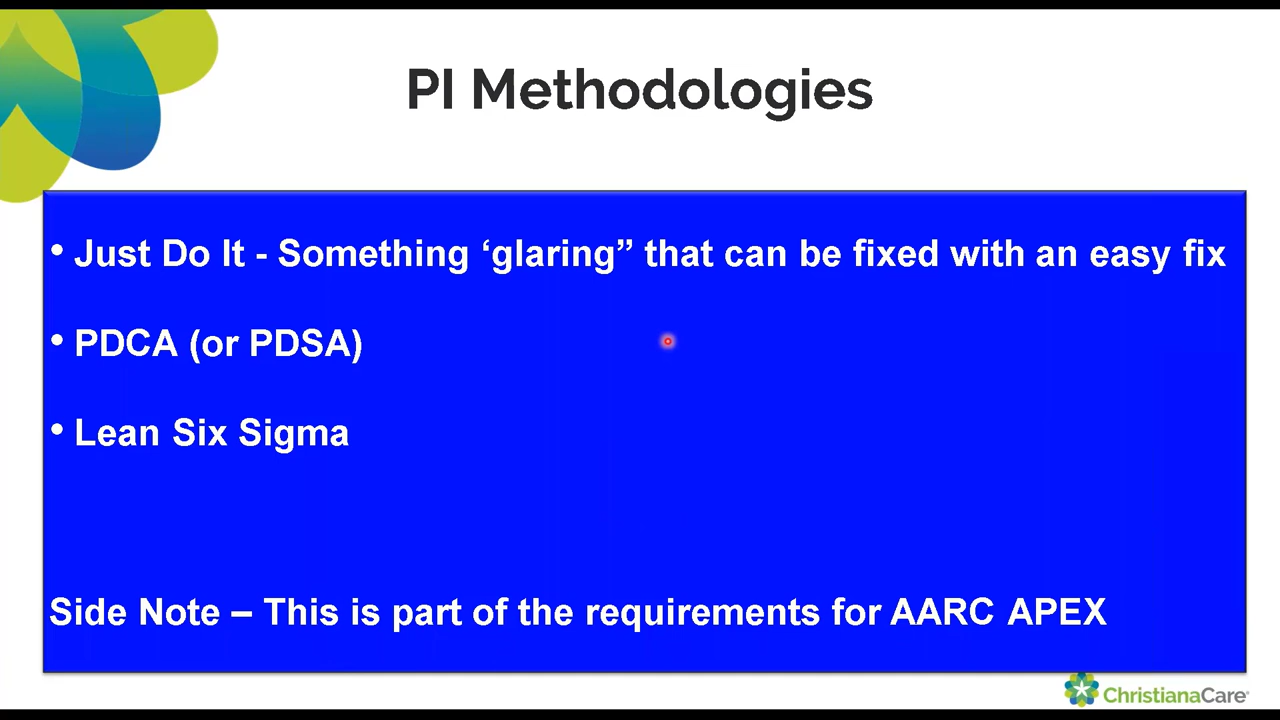 PI Methodologies
• Just Do It - Something ‘glaring” that can be fixed with an easy fix
• PDCA (or PDSA)
• Lean Six Sigma
Side Note – This is part of the requirements for AARC APEX
ChristianaCare®